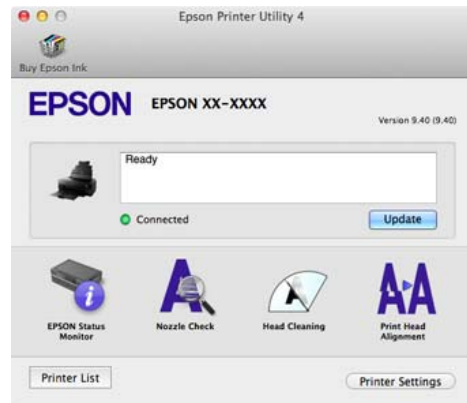 Epson Printer Utility 4
Buy Epson Ink
EPSON EPSON XX-XXXX
Version 9.40 (9.40)
Ready
Connected Update
EPSON Status
Monitor
Nozzle Check
Head Cleaning
Print Head
Alignment
Printer List Printer Settings